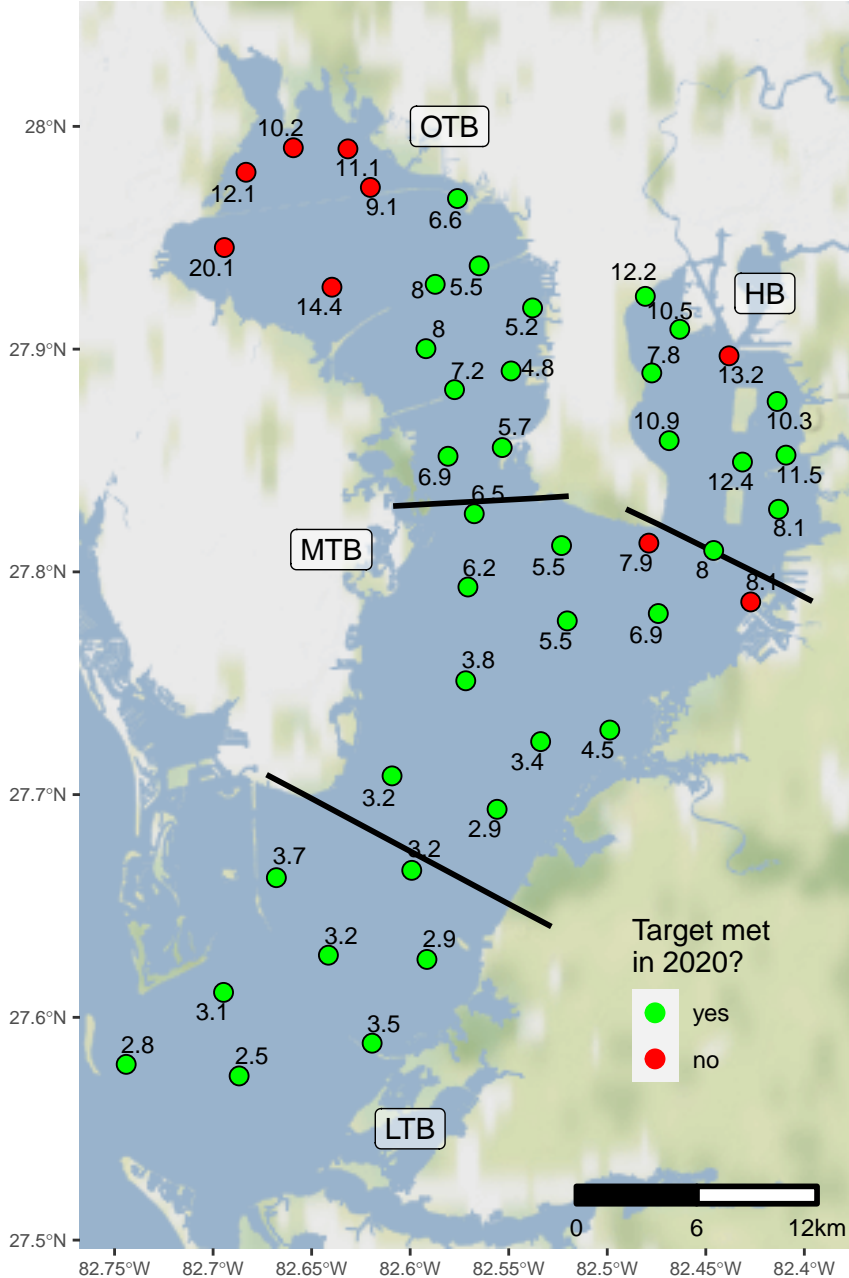 28°N
27.9°N
27.8°N
27.7°N
27.6°N
27.5°N
OTB
10.2
11.1
12.1
9.1
6.6
20.1
14.4
8
5.5
5.2
12.2
HB
10.5
8
7.2
4.8
7.8
13.2
10.3
10.9
5.7
6.9
12.4
11.5
6.5
8.1
MTB
5.5
7.9
8
8.1
6.2
5.5
6.9
3.8
3.4
4.5
3.2
2.9
3.7
3.2
3.2
2.9
3.1
3.5
2.8
2.5
LTB
Target met
in 2020?
yes
no
0 6 12km
82.75°W 82.7°W 82.65°W 82.6°W 82.55°W 82.5°W 82.45°W 82.4°W